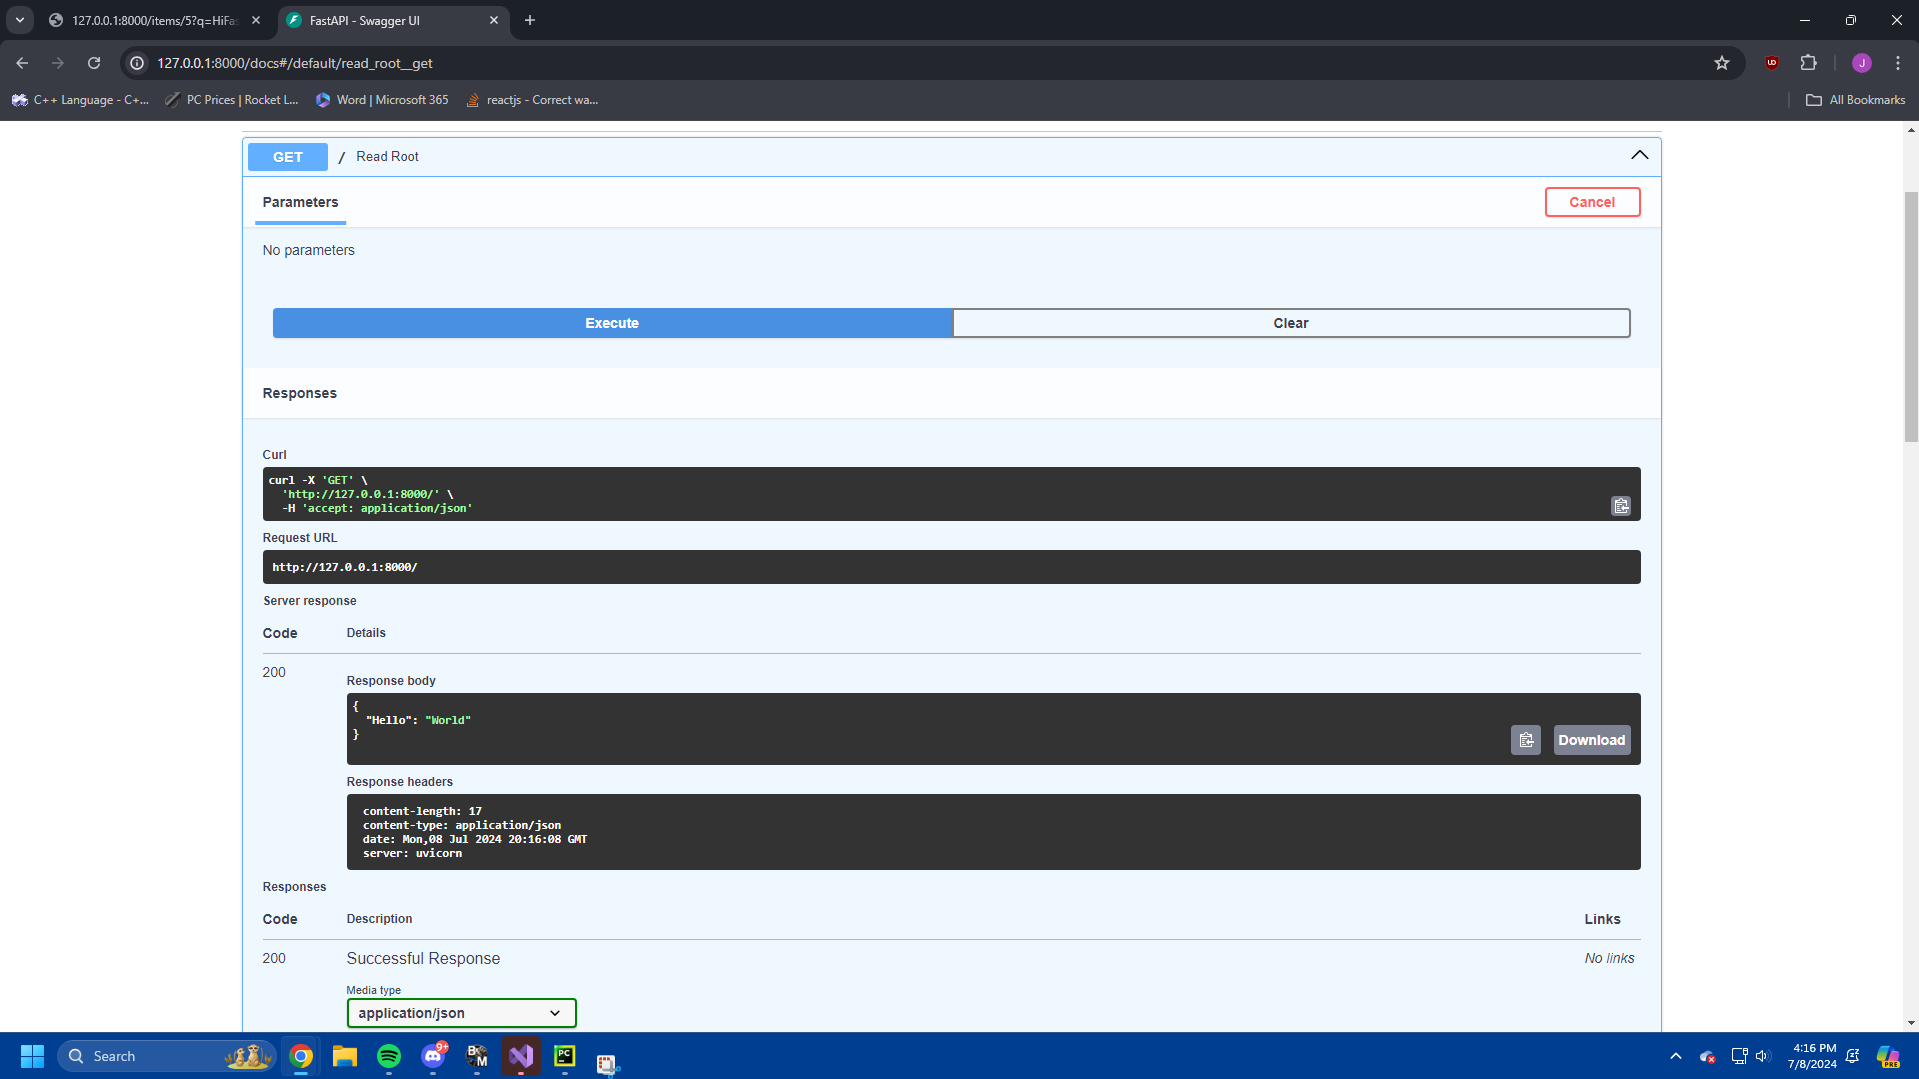 127.0.0.1:8000/items/5?q=HiFas
FastAPI - Swagger UI
127.0.0.1:8000/docs#/default/read_root__get
J
C++ Language - C+...
PC Prices | Rocket L...
Word | Microsoft 365
reactjs - Correct wa...
All Bookmarks
GET
/
Read Root
Parameters
Cancel
No parameters
Execute
Clear
Responses
Curl
curl -X 'GET' \
'http://127.0.0.1:8000/' \
-H 'accept: application/json'
Request URL
http://127.0.0.1:8000/
Server response
Code
Details
200
Response body
{
"Hello": "World"
}
Download
Response headers
content-length: 17
content-type: application/json
date: Mon,08 Jul 2024 20:16:08 GMT
server: uvicorn
Responses
Code
Description
Links
200
Successful Response
No links
Media type
application/json
Search
9+
B
M
PC
4:16 PM
7/8/2024
PRE